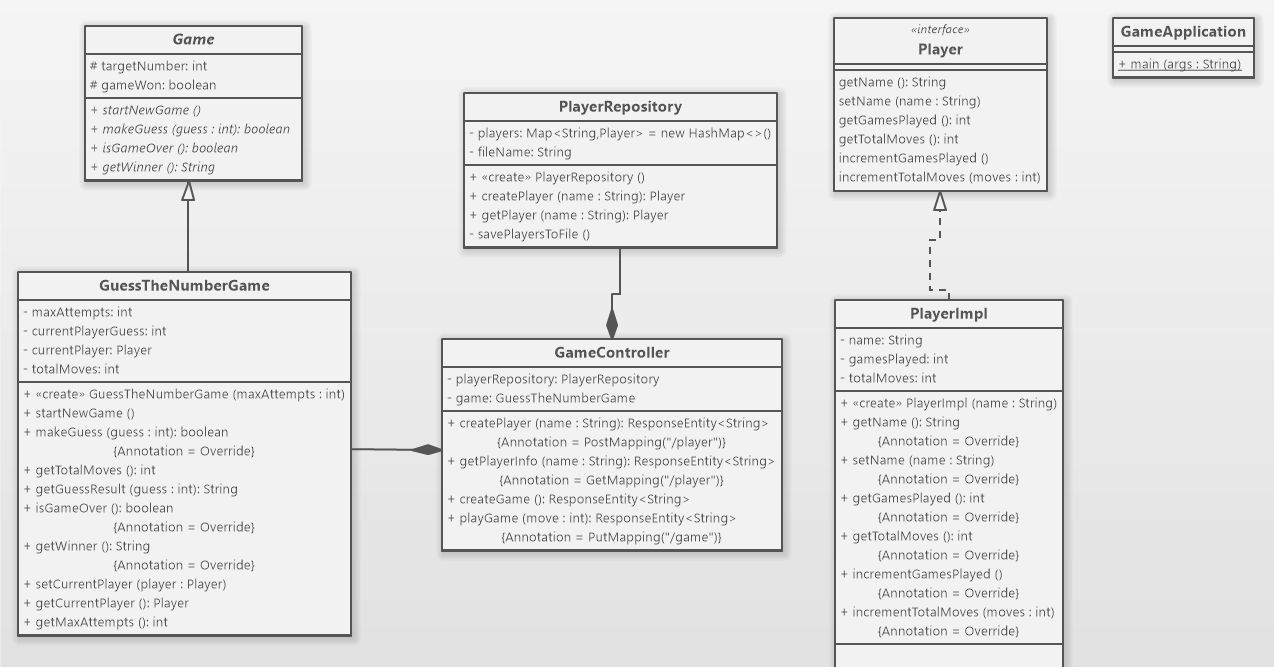 Game
# targetNumber: int
# gameWon: boolean
+ startNewGame ()
+ makeGuess (guess : int): boolean
+ isGameOver (): boolean
+ getWinner (): String
PlayerRepository
- players: Map<String,Player> = new HashMap<>()
- fileName: String
+ «create» PlayerRepository ()
+ createPlayer (name : String): Player
+ getPlayer (name : String): Player
- savePlayersToFile ()
«interface»
Player
getName (): String
setName (name : String)
getGamesPlayed (): int
getTotalMoves (): int
incrementGamesPlayed ()
incrementTotalMoves (moves : int)
GameApplication
+ main (args : String)
GuessTheNumberGame
- maxAttempts: int
- currentPlayerGuess: int
- currentPlayer: Player
- totalMoves: int
+ «create» GuessTheNumberGame (maxAttempts : int)
+ startNewGame ()
+ makeGuess (guess : int): boolean
{Annotation = Override}
+ getTotalMoves (): int
+ getGuessResult (guess : int): String
+ isGameOver (): boolean
{Annotation = Override}
+ getWinner (): String
{Annotation = Override}
+ setCurrentPlayer (player : Player)
+ getCurrentPlayer (): Player
+ getMaxAttempts (): int
GameController
- playerRepository: PlayerRepository
- game: GuessTheNumberGame
+ createPlayer (name : String): ResponseEntity<String>
{Annotation = PostMapping("/player")}
+ getPlayerInfo (name : String): ResponseEntity<String>
{Annotation = GetMapping("/player")}
+ createGame (): ResponseEntity<String>
+ playGame (move : int): ResponseEntity<String>
{Annotation = PutMapping("/game")}
PlayerImpl
- name: String
- gamesPlayed: int
- totalMoves: int
+ «create» PlayerImpl (name : String)
+ getName (): String
{Annotation = Override}
+ setName (name : String)
{Annotation = Override}
+ getGamesPlayed (): int
{Annotation = Override}
+ getTotalMoves (): int
{Annotation = Override}
+ incrementGamesPlayed ()
{Annotation = Override}
+ incrementTotalMoves (moves : int)
{Annotation = Override}